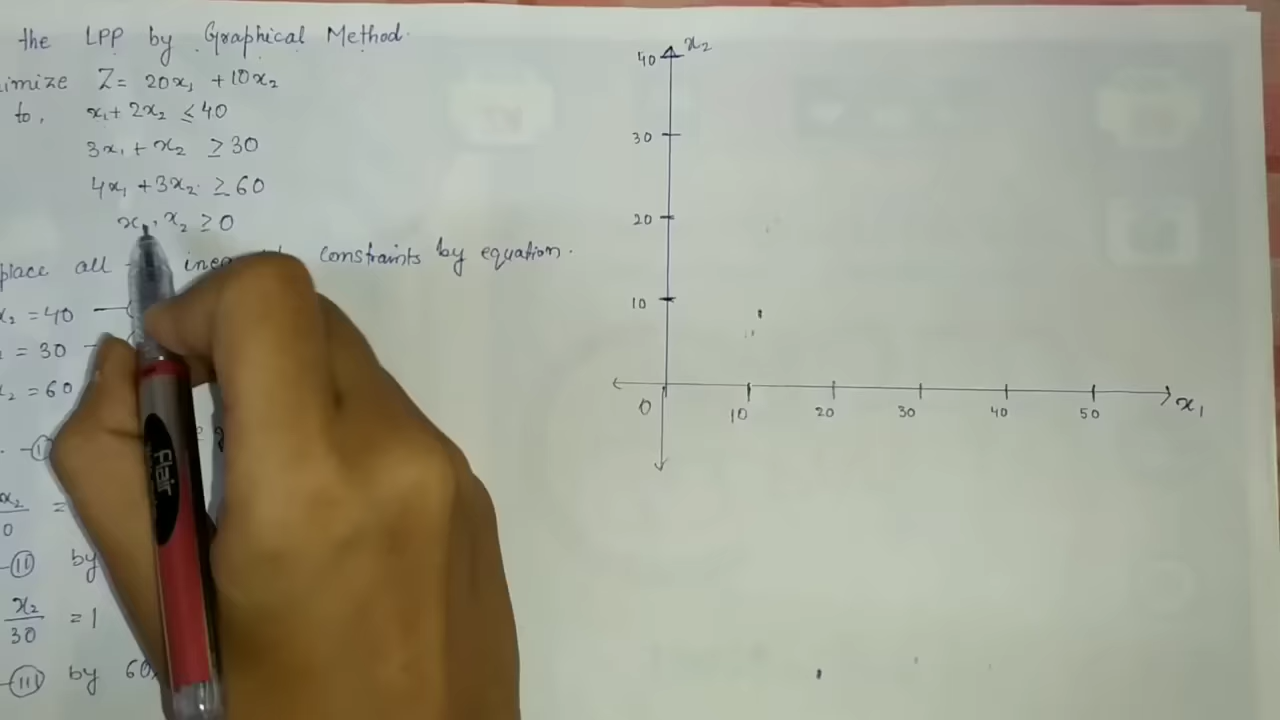 the LPP by Graphical Method.
Z = 20x₁ + 10x₂
to, x₁ + 2x₂ ≤ 40
3x₁ + x₂ ≥ 30
4x₁ + 3x₂ ≥ 60
x₁, x₂ ≥ 0
all constraints by equation.
x₂ = 40
= 30
x₂ = 60
I
x₂
=
0
II by
x₂/30 = 1
III by 60
Flair
x₂
40
30
20
10
0 10 20 30 40 50 x₁